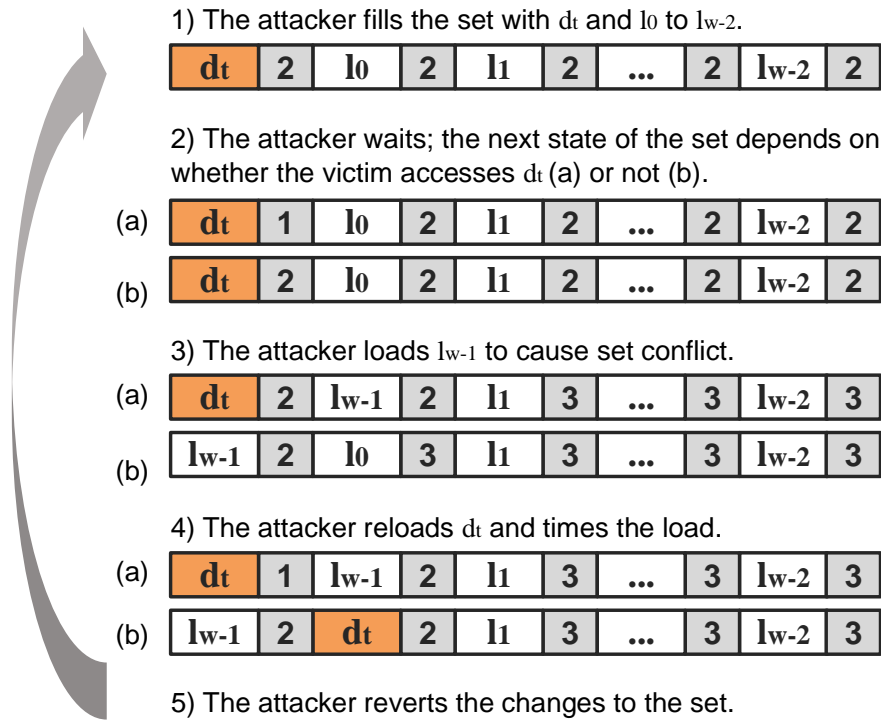 1) The attacker fills the set with dt and l0 to lw-2.
dt 2 l0 2 l1 2 ... 2 lw-2 2
2) The attacker waits; the next state of the set depends on
whether the victim accesses dt (a) or not (b).
(a) dt 1 l0 2 l1 2 ... 2 lw-2 2
(b) dt 2 l0 2 l1 2 ... 2 lw-2 2
3) The attacker loads lw-1 to cause set conflict.
(a) dt 2 lw-1 2 l1 3 ... 3 lw-2 3
(b) lw-1 2 l0 3 l1 3 ... 3 lw-2 3
4) The attacker reloads dt and times the load.
(a) dt 1 lw-1 2 l1 3 ... 3 lw-2 3
(b) lw-1 2 dt 2 l1 3 ... 3 lw-2 3
5) The attacker reverts the changes to the set.